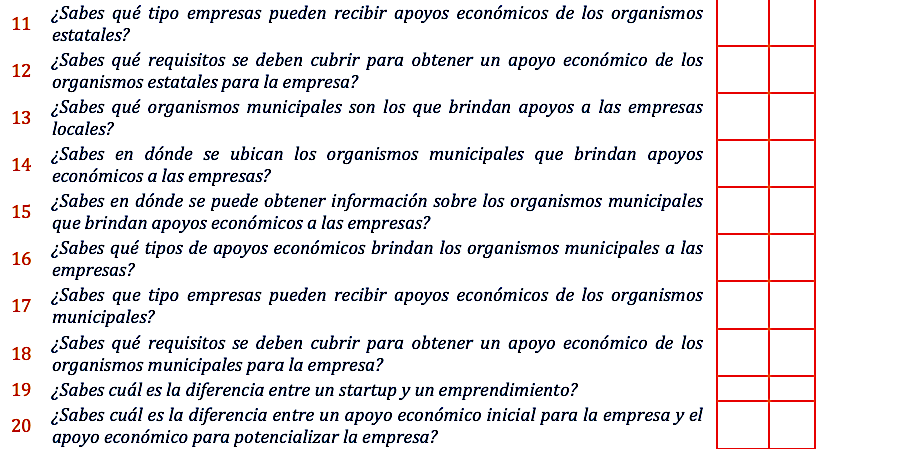 11 ¿Sabes qué tipo empresas pueden recibir apoyos económicos de los organismos
estatales?
12 ¿Sabes qué requisitos se deben cubrir para obtener un apoyo económico de los
organismos estatales para la empresa?
13 ¿Sabes qué organismos municipales son los que brindan apoyos a las empresas
locales?
14 ¿Sabes en dónde se ubican los organismos municipales que brindan apoyos
económicos a las empresas?
15 ¿Sabes en dónde se puede obtener información sobre los organismos municipales
que brindan apoyos económicos a las empresas?
16 ¿Sabes qué tipos de apoyos económicos brindan los organismos municipales a las
empresas?
17 ¿Sabes que tipo empresas pueden recibir apoyos económicos de los organismos
municipales?
18 ¿Sabes qué requisitos se deben cubrir para obtener un apoyo económico de los
organismos municipales para la empresa?
19 ¿Sabes cuál es la diferencia entre un startup y un emprendimiento?
20 ¿Sabes cuál es la diferencia entre un apoyo económico inicial para la empresa y el
apoyo económico para potencializar la empresa?